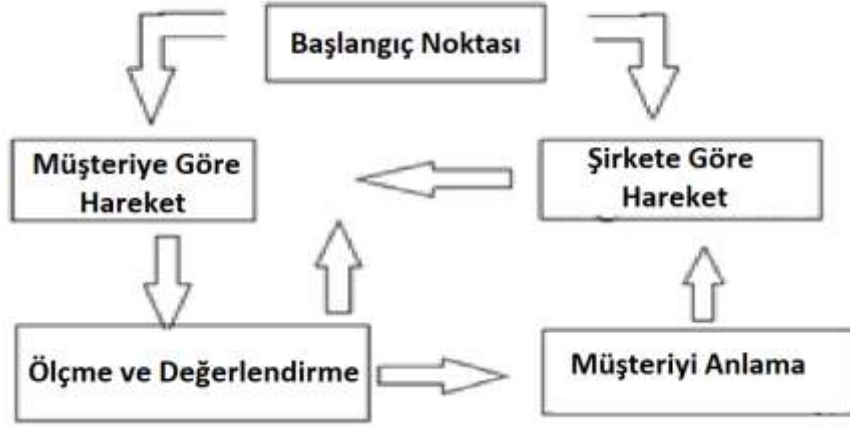 Başlangıç Noktası
Müşteriye Göre
Hareket
Şirkete Göre
Hareket
Ölçme ve Değerlendirme
Müşteriyi Anlama